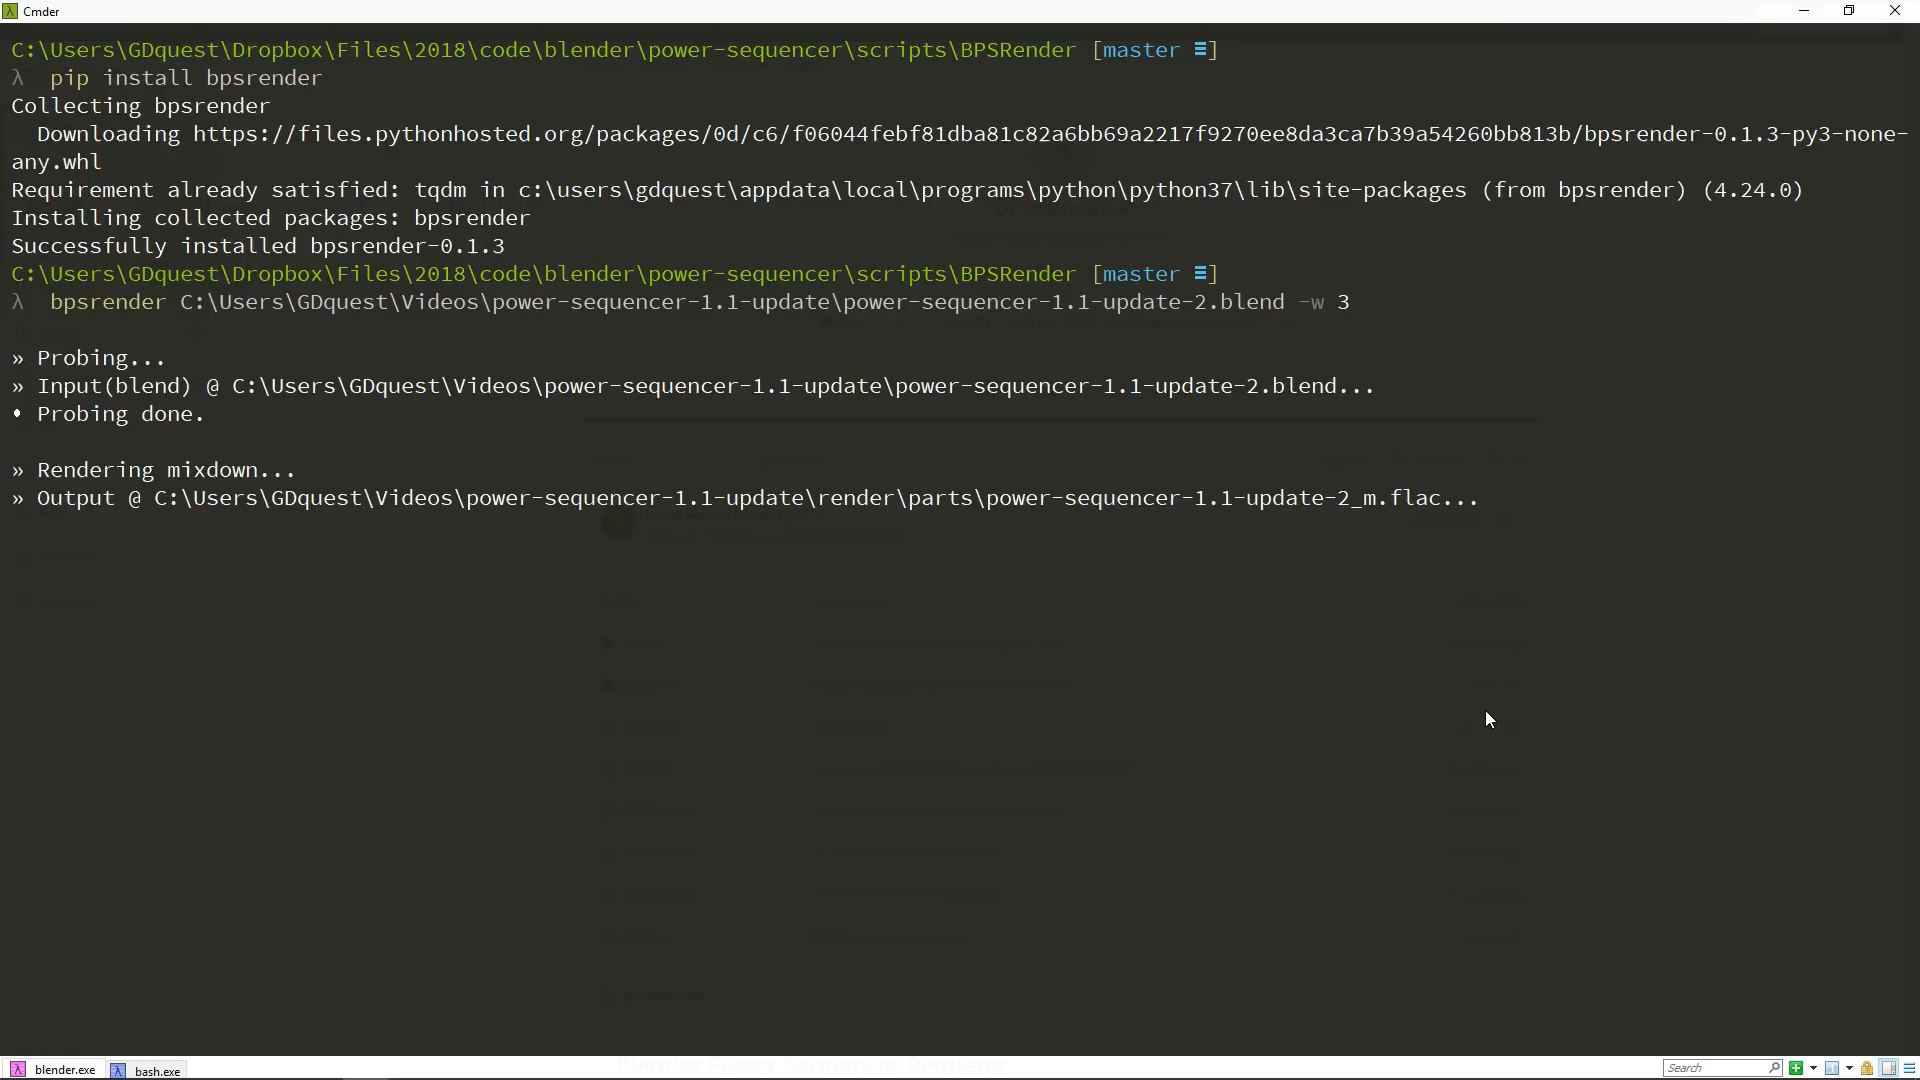 Cmder
C:\Users\GDquest\Dropbox\Files\2018\code\blender\power-sequencer\scripts\BPSRender [master ≡]
λ  pip install bpsrender
Collecting bpsrender
  Downloading https://files.pythonhosted.org/packages/0d/c6/f06044febf81dba81c82a6bb69a2217f9270ee8da3ca7b39a54260bb813b/bpsrender-0.1.3-py3-none-
any.whl
Requirement already satisfied: tqdm in c:\users\gdquest\appdata\local\programs\python\python37\lib\site-packages (from bpsrender) (4.24.0)
Installing collected packages: bpsrender
Successfully installed bpsrender-0.1.3
C:\Users\GDquest\Dropbox\Files\2018\code\blender\power-sequencer\scripts\BPSRender [master ≡]
λ  bpsrender C:\Users\GDquest\Videos\power-sequencer-1.1-update\power-sequencer-1.1-update-2.blend -w 3
» Probing...
» Input(blend) @ C:\Users\GDquest\Videos\power-sequencer-1.1-update\power-sequencer-1.1-update-2.blend...
• Probing done.
» Rendering mixdown...
» Output @ C:\Users\GDquest\Videos\power-sequencer-1.1-update\render\parts\power-sequencer-1.1-update-2_m.flac...
Blender Power Sequencer Renderer
λ blender.exe λ bash.exe Search